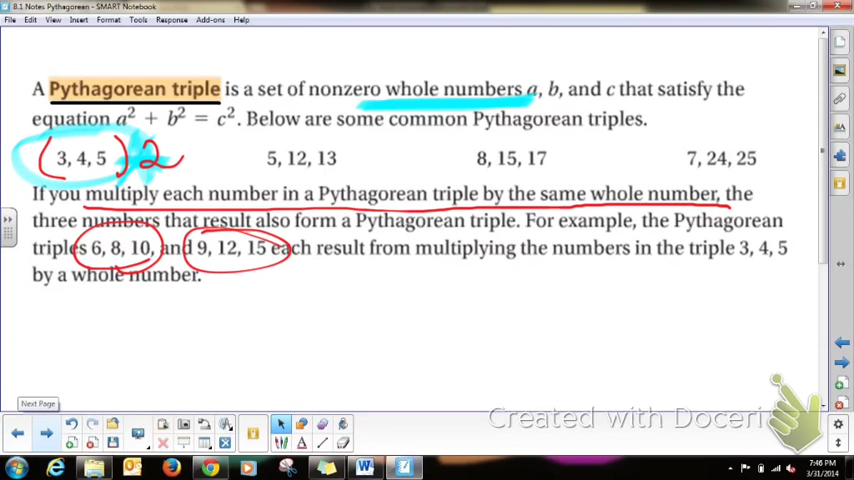 8.1 Notes Pythagorean - SMART Notebook
File Edit View Insert Format Tools Response Add-ons Help
A Pythagorean triple is a set of nonzero whole numbers a, b, and c that satisfy the
equation a² + b² = c². Below are some common Pythagorean triples.
(3, 4, 5) 2 5, 12, 13 8, 15, 17 7, 24, 25
If you multiply each number in a Pythagorean triple by the same whole number, the
three numbers that result also form a Pythagorean triple. For example, the Pythagorean
triples 6, 8, 10, and 9, 12, 15 each result from multiplying the numbers in the triple 3, 4, 5
by a whole number.
Next Page
Created with Doceri
7:46 PM
3/31/2014